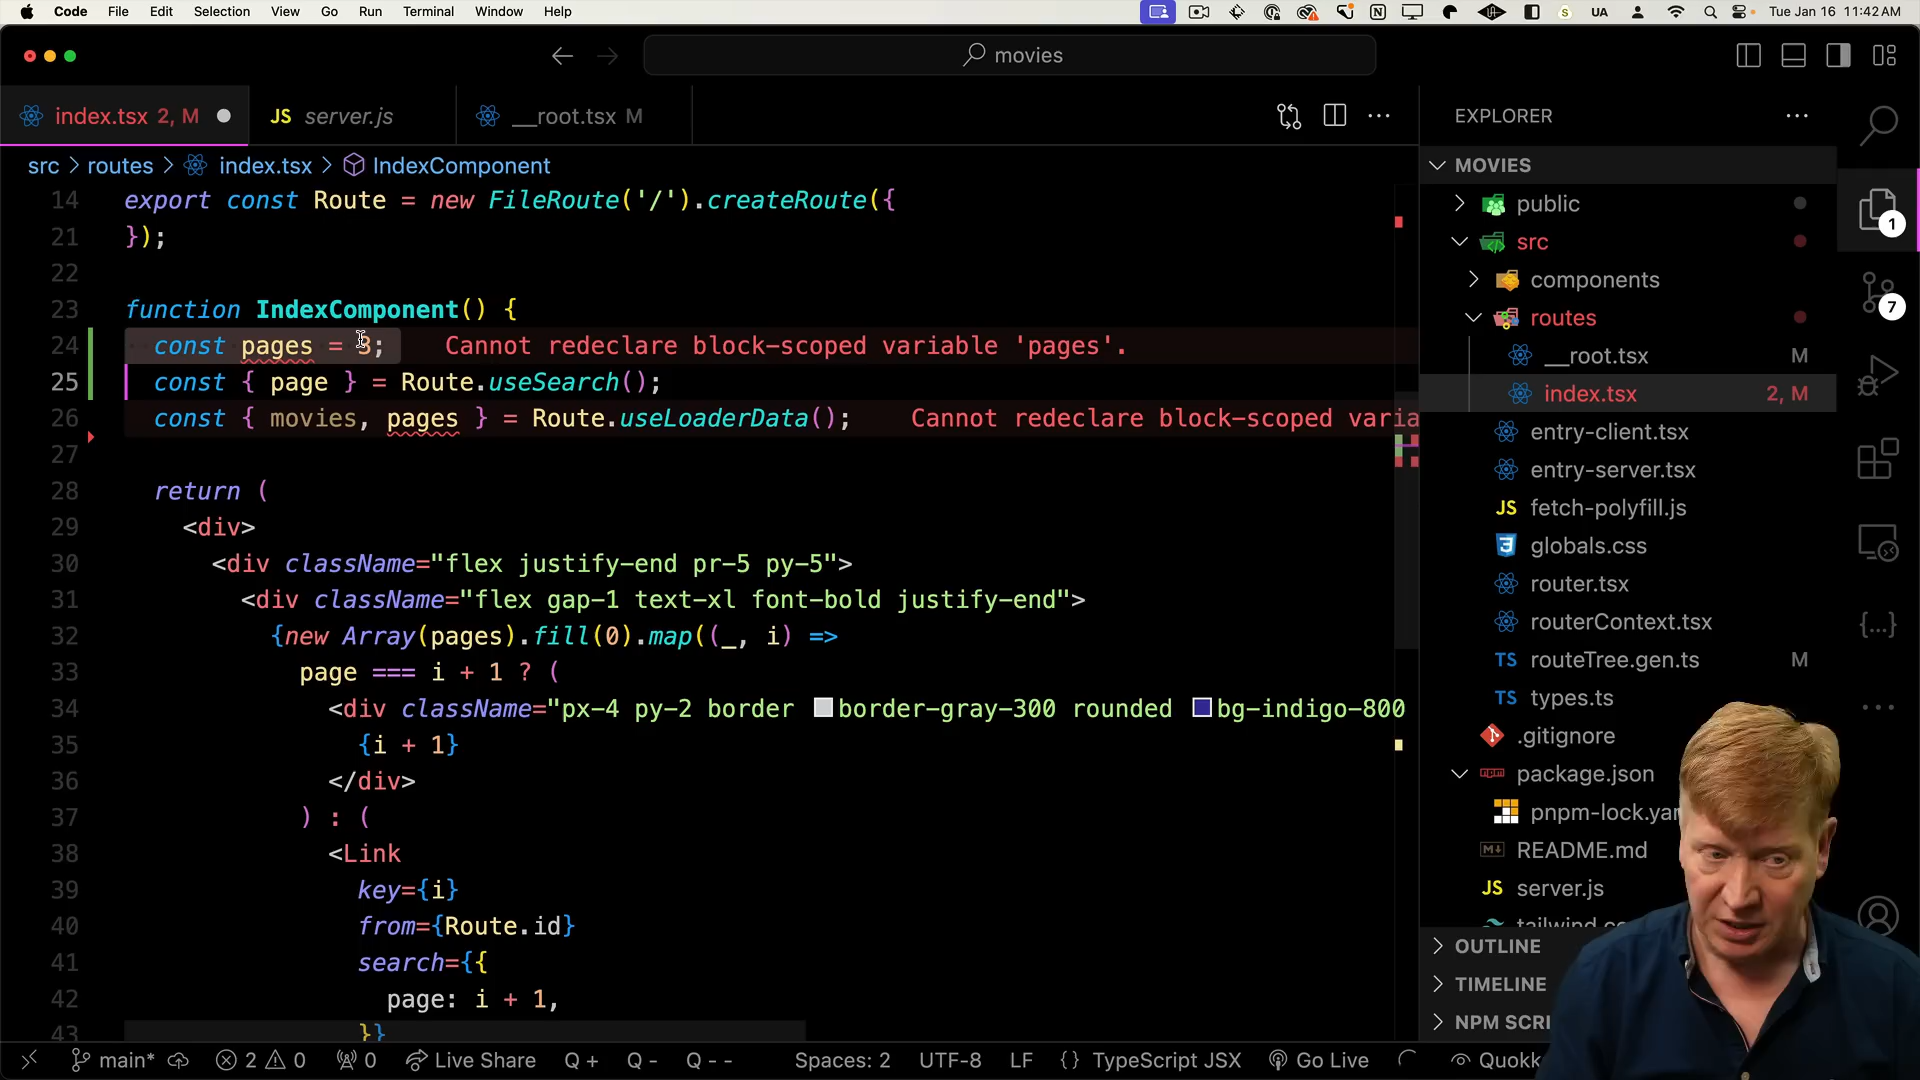 Code File Edit Selection View Go Run Terminal Window Help
UA Tue Jan 16 11:42 AM
movies
index.tsx 2, M
JS server.js
__root.tsx M
src > routes > index.tsx > IndexComponent
14 export const Route = new FileRoute('/').createRoute({
21 });
22
23 function IndexComponent() {
24 const pages = 3; Cannot redeclare block-scoped variable 'pages'.
25 const { page } = Route.useSearch();
26 const { movies, pages } = Route.useLoaderData(); Cannot redeclare block-scoped varia
27
28 return (
29 <div>
30 <div className="flex justify-end pr-5 py-5">
31 <div className="flex gap-1 text-xl font-bold justify-end">
32 {new Array(pages).fill(0).map((_, i) =>
33 page === i + 1 ? (
34 <div className="px-4 py-2 border border-gray-300 rounded bg-indigo-800
35 {i + 1}
36 </div>
37 ) : (
38 <Link
39 key={i}
40 from={Route.id}
41 search={{
42 page: i + 1,
43 }}
EXPLORER
MOVIES
public
src
components
routes
__root.tsx M
index.tsx 2, M
entry-client.tsx
entry-server.tsx
JS fetch-polyfill.js
globals.css
router.tsx
routerContext.tsx
TS routeTree.gen.ts M
TS types.ts
.gitignore
package.json
pnpm-lock.yar
README.md
JS server.js
tailwind.co
OUTLINE
TIMELINE
NPM SCRI
1
7
main* 2 0 0 Live Share Q + Q - Q - - Spaces: 2 UTF-8 LF {} TypeScript JSX Go Live Quokk